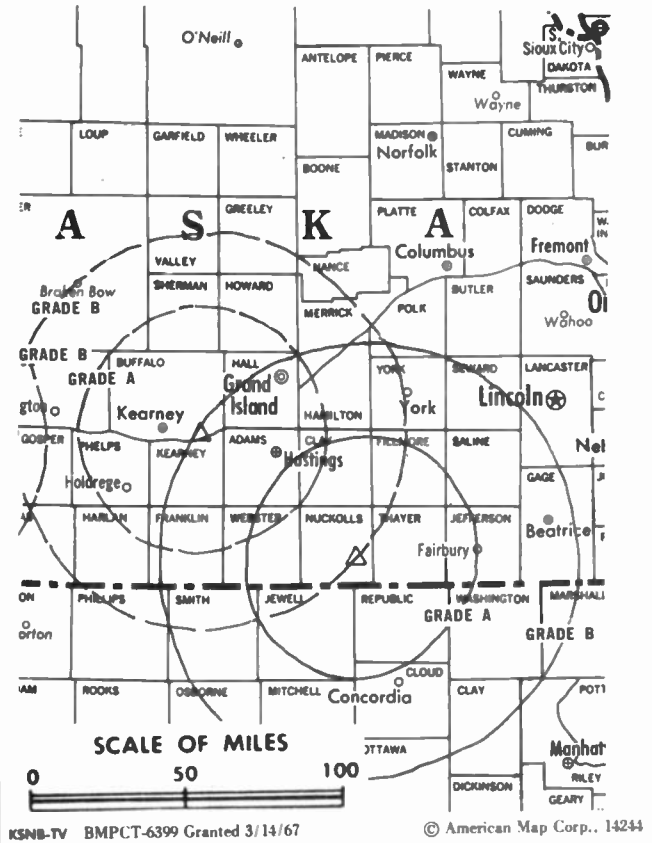 S.
O'Neill
Sioux City
ANTELOPE PIERCE
DAKOTA
WAYNE
THURSTON
Wayne
LOUP GARFIELD WHEELER MADISON CUMING
Norfolk
BOONE STANTON
GREELEY PLATTE COLFAX DODGE
A S K A
Columbus Fremont
VALLEY NANCE
SHERMAN HOWARD BUTLER SAUNDERS
Broken Bow
GRADE B MERRICK POLK
Wahoo
GRADE B
BUFFALO HALL YORK SEWARD LANCASTER
GRADE A
Grand
Island
York Lincoln
Kearney HAMILTON
GOSPER PHELPS KEARNEY ADAMS CLAY FILLMORE SALINE
Hastings
Holdrege GAGE
HARLAN FRANKLIN WEBSTER NUCKOLLS THAYER JEFFERSON
Beatrice
Fairbury
PHILLIPS SMITH JEWELL REPUBLIC WASHINGTON MARSHALL
GRADE A
GRADE B
ROOKS OSBORNE MITCHELL CLOUD CLAY
Concordia
SCALE OF MILES
OTTAWA
0 50 100
RILEY
DICKINSON
GEARY
KSNB-TV BMPCT-6399 Granted 3/14/67 © American Map Corp., 14244